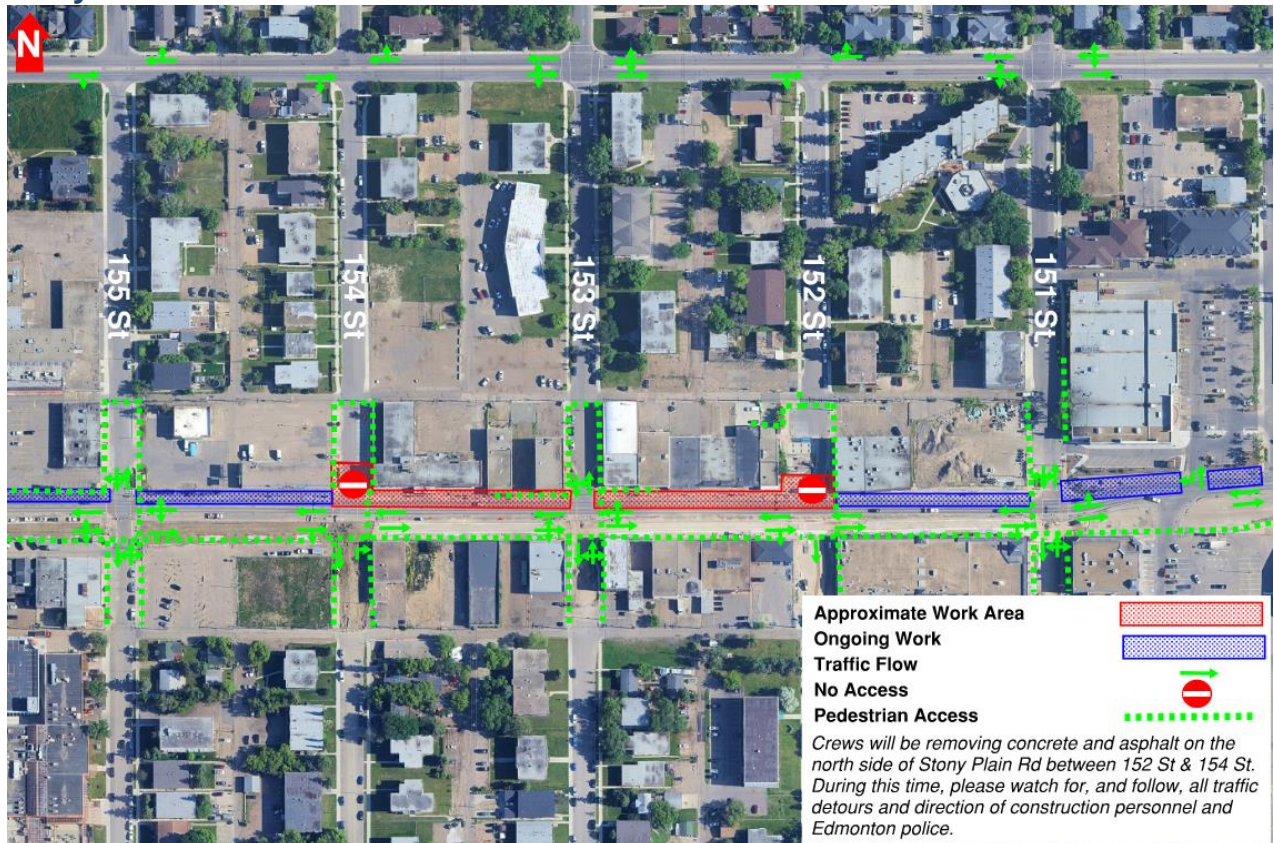 N
155 St
154 St
153 St
152 St
151 St
Approximate Work Area
Ongoing Work
Traffic Flow
No Access
Pedestrian Access
Crews will be removing concrete and asphalt on the
north side of Stony Plain Rd between 152 St & 154 St.
During this time, please watch for, and follow, all traffic
detours and direction of construction personnel and
Edmonton police.